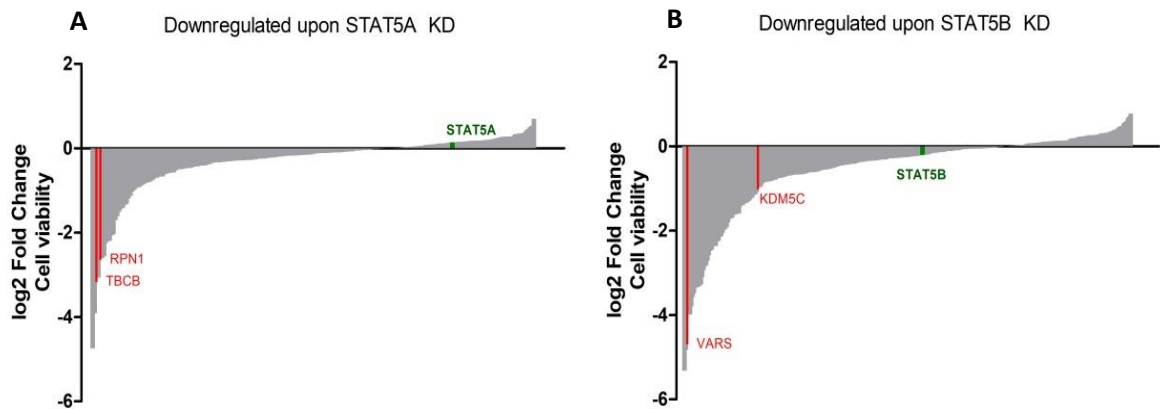 A
Downregulated upon STAT5A KD
log2 Fold Change
Cell viability
2
0
-2
-4
-6
STAT5A
RPN1
TBCB
B
Downregulated upon STAT5B KD
log2 Fold Change
Cell viability
2
0
-2
-4
-6
KDM5C
STAT5B
VARS